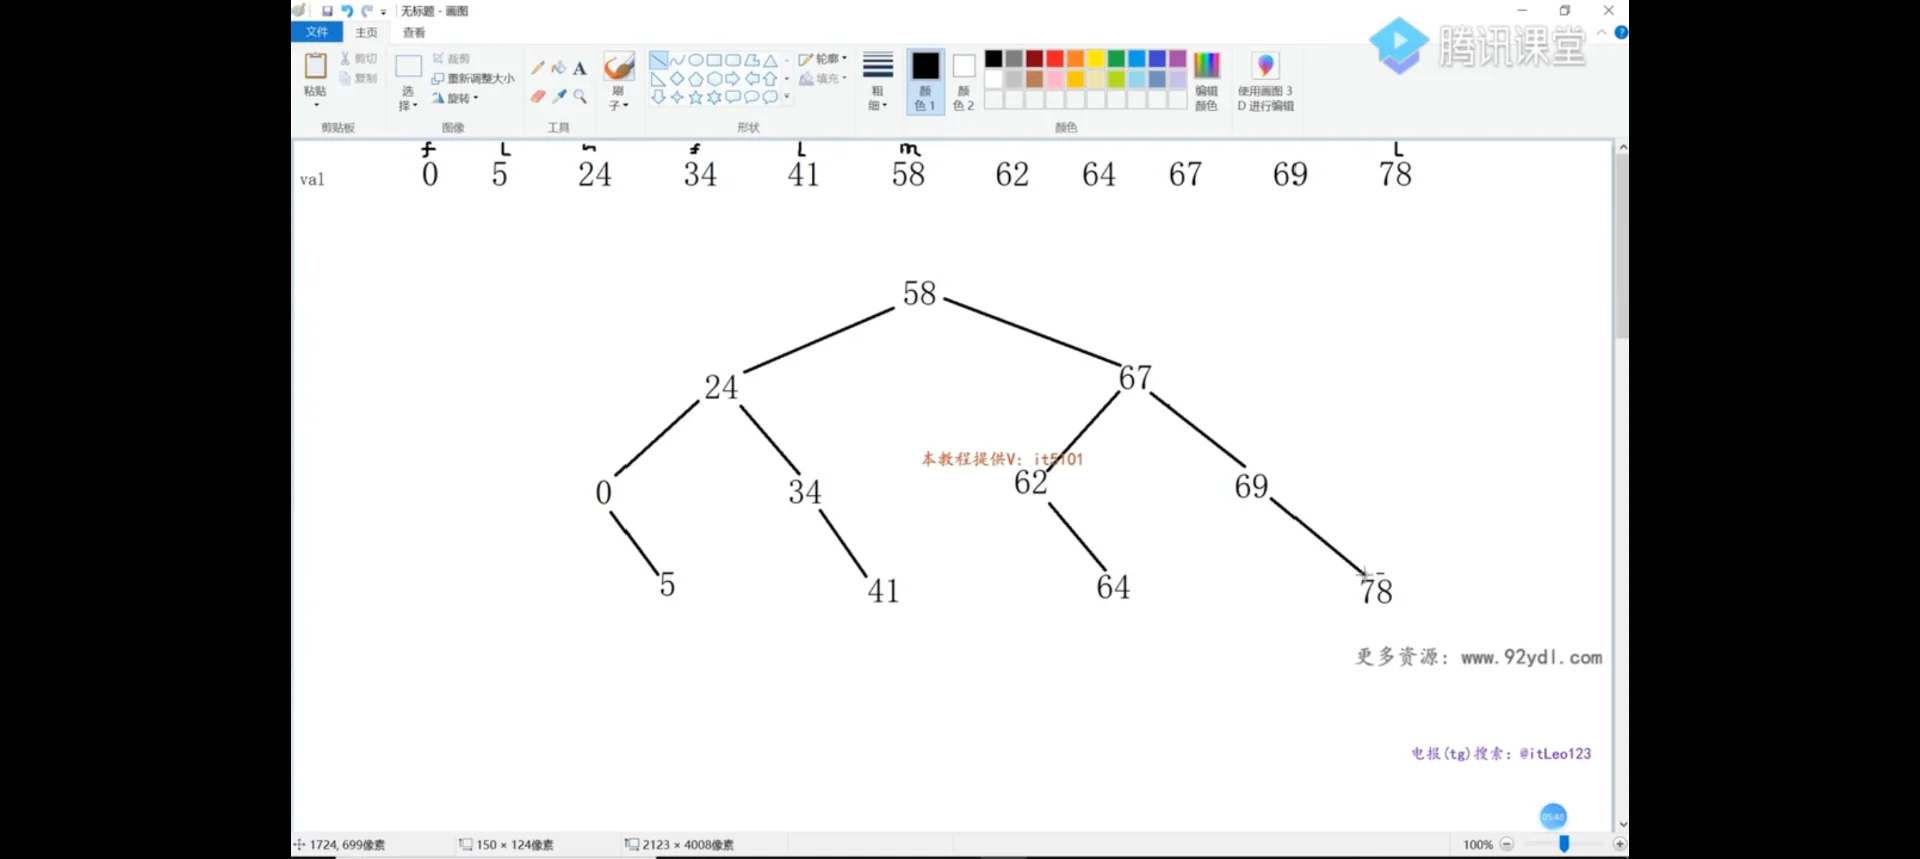 无标题 - 画图
文件 主页 查看
腾讯课堂
粘贴 剪切 复制 剪贴板
选择 裁剪 重新调整大小 旋转 图像
A 工具
刷子
轮廓 填充 形状
粗细
颜色 1 颜色 2 颜色
编辑颜色
使用画图 3D 进行编辑
f L f L m L
val 0 5 24 34 41 58 62 64 67 69 78
58
24 67
本教程提供V: it5101
0 34 62 69
5 41 64 78
更多资源: www.92ydl.com
电报(tg)搜索: @itLeo123
05:48
1724, 699像素 150 × 124像素 2123 × 4008像素 100%